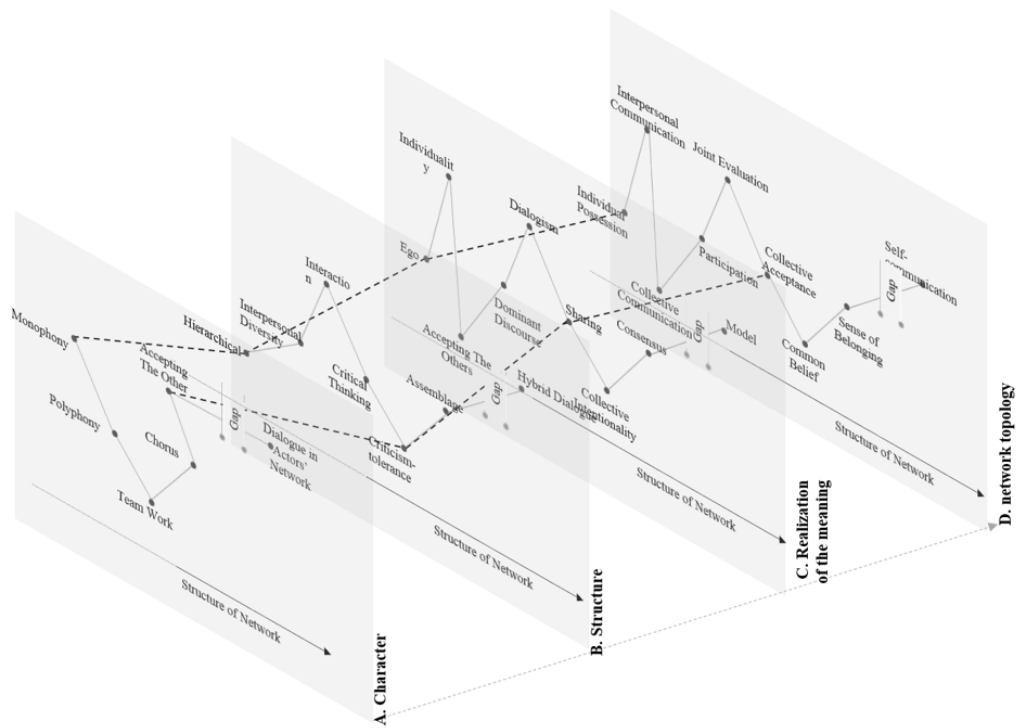 Monophony
Polyphony
Team Work
Chorus
Accepting
The Other
Gap
Dialogue in
Actors'
Network
Structure of Network
A. Character
Hierarchical
Interpersonal
Diversity
Interactio
n
Critical
Thinking
Criticism-
tolerance
Assemblage
Gap
Hybrid Dialogue
Structure of Network
B. Structure
Individualit
y
Ego
Accepting The
Others
Dominant
Discourse
Dialogism
Sharing
Collective
Intentionality
Consensus
Gap
Model
Structure of Network
C. Realization
of the meaning
Interpersonal
Communication
Individual
Possession
Collective
Communication
Participation
Joint Evaluation
Collective
Acceptance
Common
Belief
Sense of
Belonging
Gap
Self-
communication
Structure of Network
D. network topology